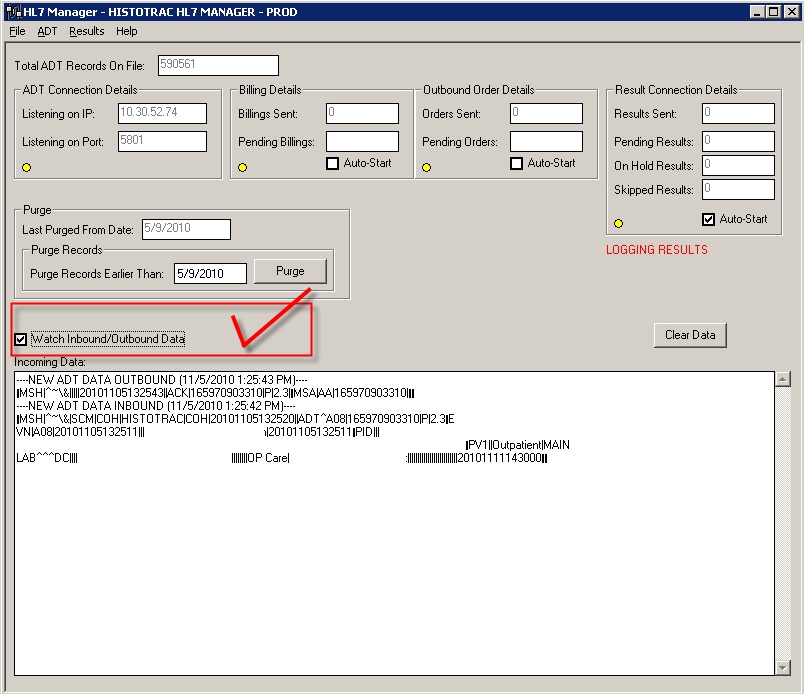 HL7 Manager - HISTOTRAC HL7 MANAGER - PROD
File ADT Results Help
Total ADT Records On File: 590561
ADT Connection Details
Listening on IP: 10.30.52.74
Listening on Port: 5801
Billing Details
Billings Sent: 0
Pending Billings:
Auto-Start
Outbound Order Details
Orders Sent: 0
Pending Orders:
Auto-Start
Result Connection Details
Results Sent: 0
Pending Results: 0
On Hold Results: 0
Skipped Results: 0
Auto-Start
LOGGING RESULTS
Purge
Last Purged From Date: 5/9/2010
Purge Records
Purge Records Earlier Than: 5/9/2010 Purge
Watch Inbound/Outbound Data
Clear Data
Incoming Data:
----NEW ADT DATA OUTBOUND (11/5/2010 1:25:43 PM)----
|MSH|^~\&|||||20101105132543||ACK|165970903310|P|2.3||MSA|AA|165970903310|||
----NEW ADT DATA INBOUND (11/5/2010 1:25:42 PM)----
|MSH|^~\&|SCM|COH|HISTOTRAC|COH|20101105132520||ADT^A08|165970903310|P|2.3|E
VN|A08|20101105132511||| |20101105132511|PID|||
|PV1||Outpatient|MAIN
LAB^^^DC|||| ||||||||OP Care| |||||||||||||||||||||||||20101111143000||